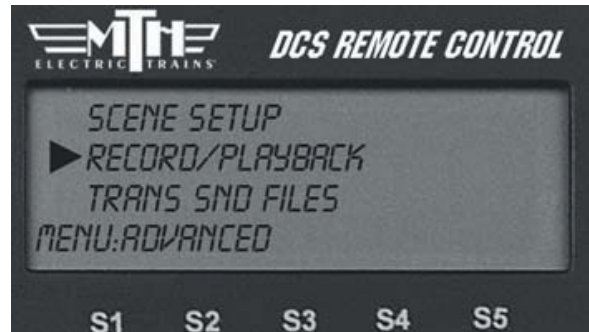 MTH DCS REMOTE CONTROL
ELECTRIC TRAINS
SCENE SETUP
RECORD/PLAYBACK
TRANS SND FILES
MENU:ADVANCED
S1 S2 S3 S4 S5